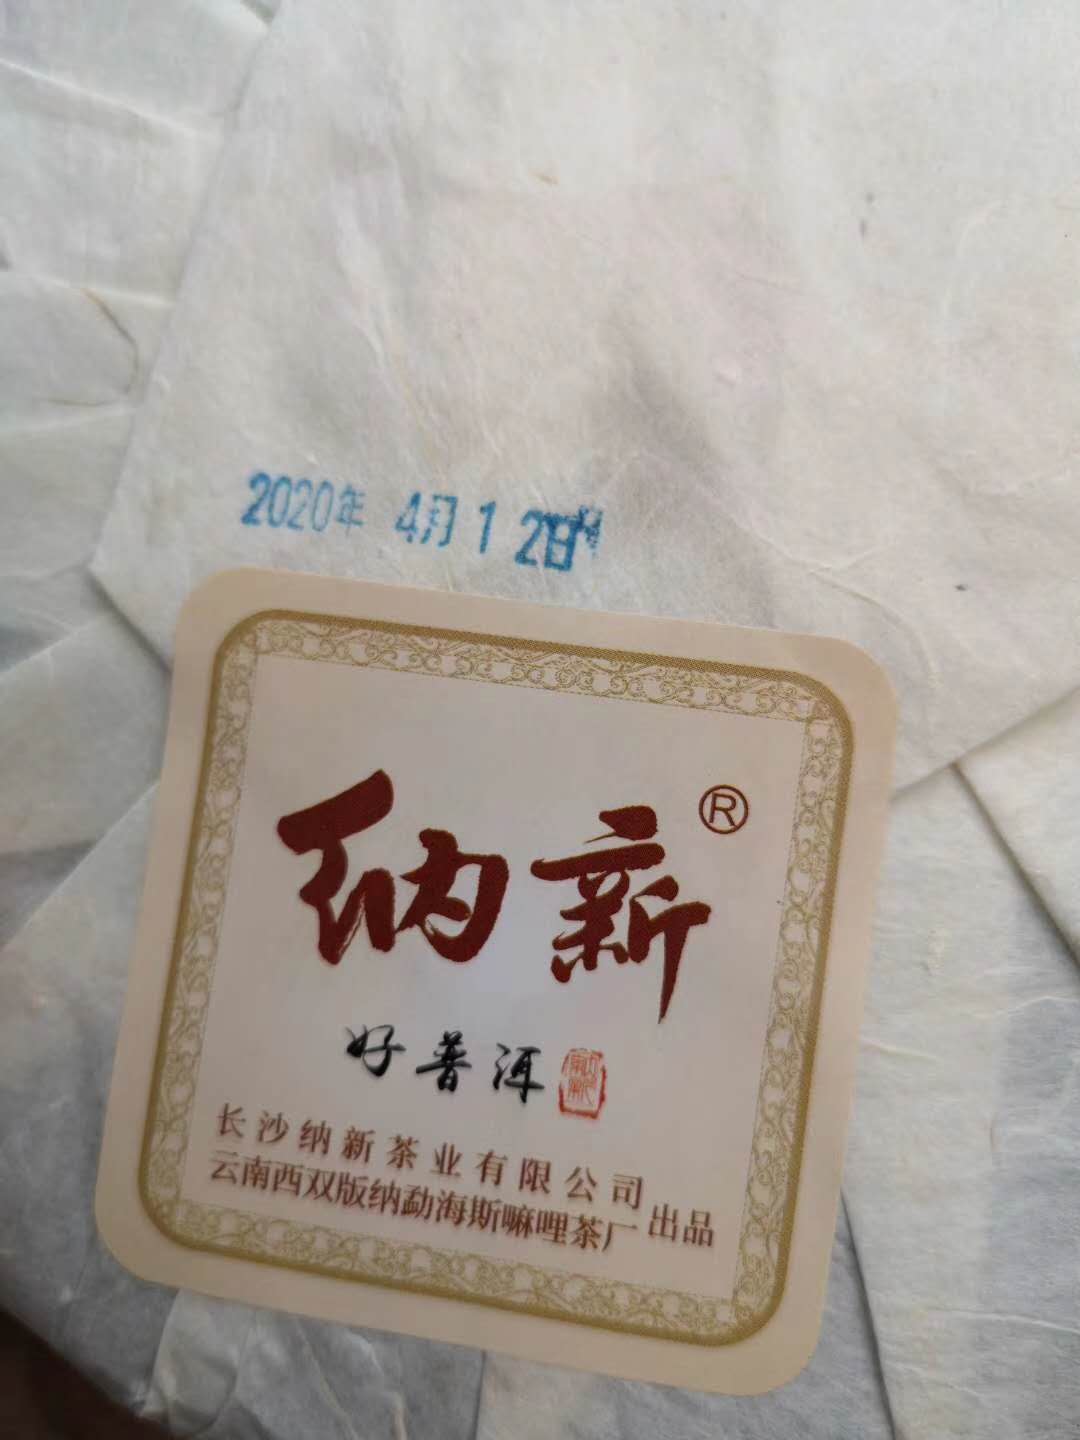 2020年 4月12日
纳新®
好普洱
长沙纳新茶业有限公司
云南西双版纳勐海斯嘛哩茶厂 出品